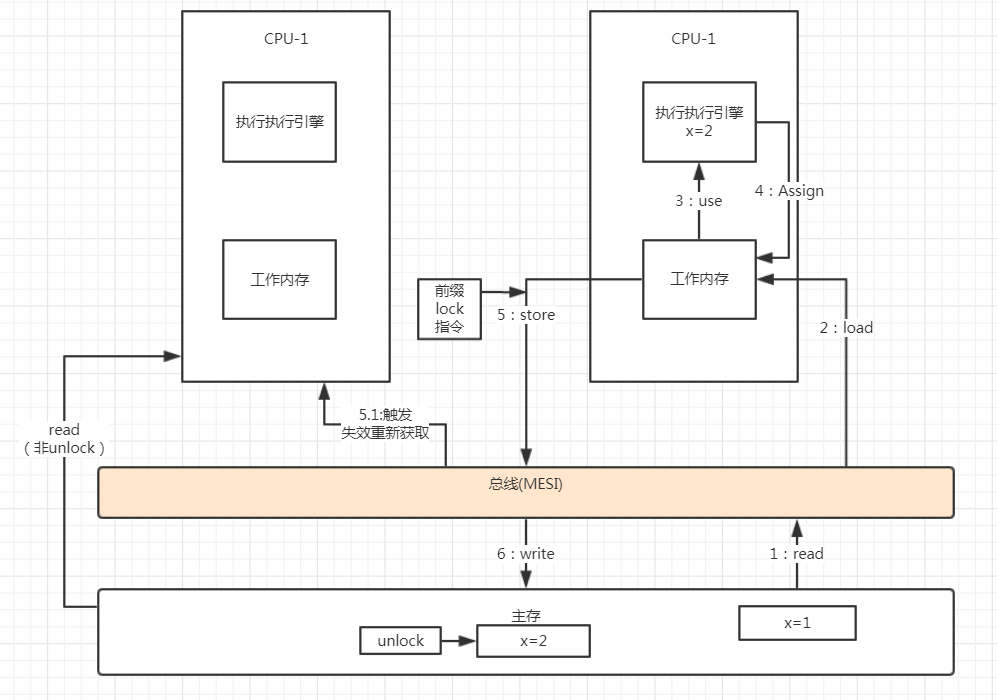 CPU-1
执行执行引擎
工作内存
CPU-1
执行执行引擎
x=2
3：use
4：Assign
工作内存
前缀
lock
指令
5：store
2：load
5.1:触发
失效重新获取
read
（非unlock）
总线(MESI)
6：write
1：read
主存
unlock
x=2
x=1